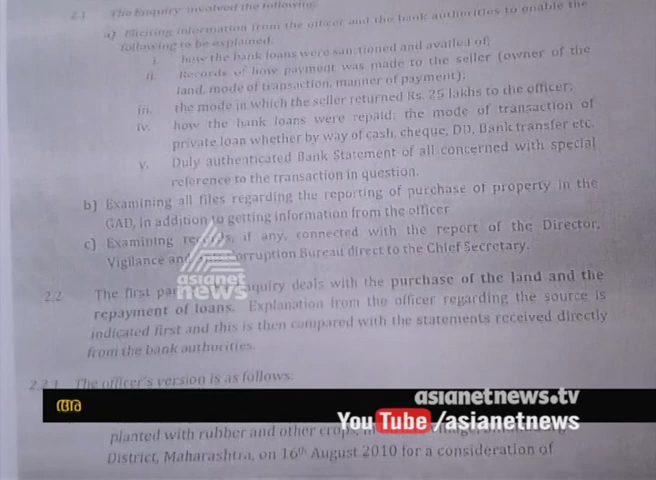 2.1 The Enquiry involved the following:
a) Eliciting information from the officer and the bank authorities to enable the
following to be explained:
i. how the bank loans were sanctioned and availed of;
ii. Records of how payment was made to the seller (owner of the
land, mode of transaction, manner of payment);
iii. the mode in which the seller returned Rs. 25 lakhs to the officer;
iv. how the bank loans were repaid; the mode of transaction of
private loan whether by way of cash, cheque, DD, Bank transfer etc.
v. Duly authenticated Bank Statement of all concerned with special
reference to the transaction in question.
b) Examining all files regarding the reporting of purchase of property in the
GAD, in addition to getting information from the officer
c) Examining records, if any, connected with the report of the Director,
Vigilance and Corruption Bureau direct to the Chief Secretary.
asianet
news
2.2 The first enquiry deals with the purchase of the land and the
repayment of loans. Explanation from the officer regarding the source is
indicated first and this is then compared with the statements received directly
from the bank authorities.
2.2.1 The officer's version is as follows:
asianetnews.tv
YouTube /asianetnews
planted with rubber and other crops,
District, Maharashtra, on 16th August 2010 for a consideration of